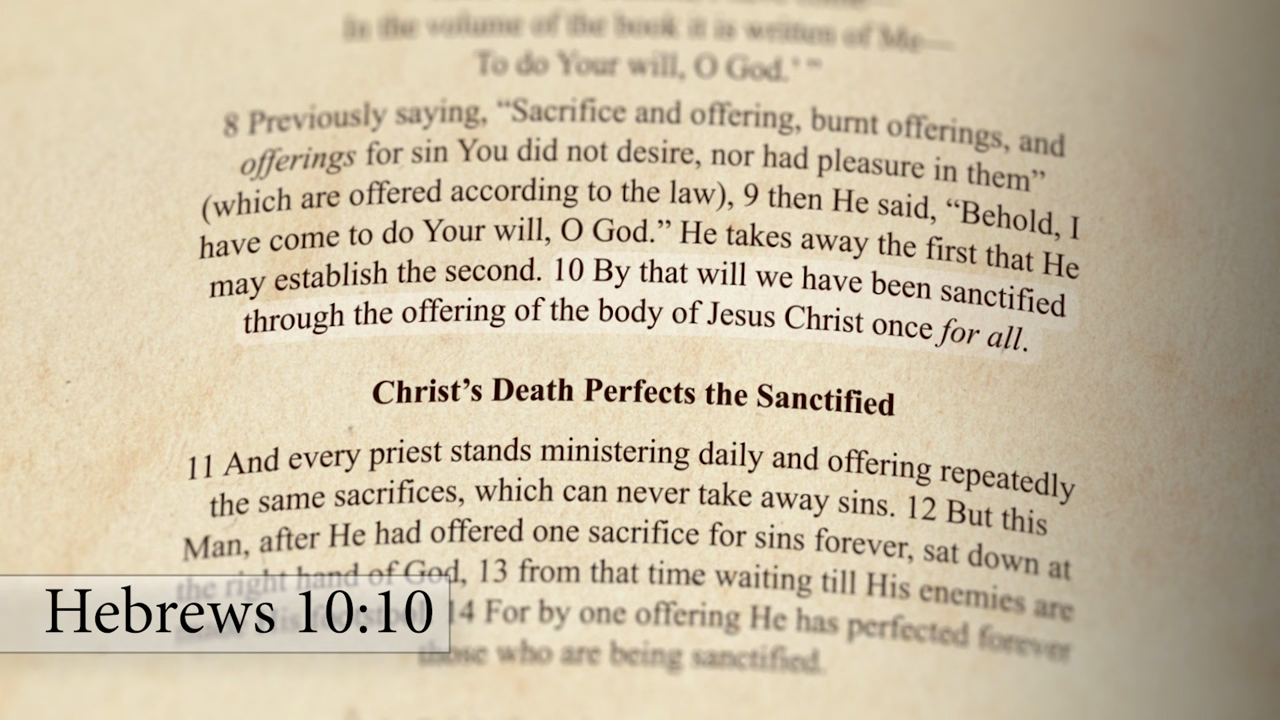 In the volume of the book it is written of Me—
To do Your will, O God.’ ”
8 Previously saying, “Sacrifice and offering, burnt offerings, and
offerings for sin You did not desire, nor had pleasure in them”
(which are offered according to the law), 9 then He said, “Behold, I
have come to do Your will, O God.” He takes away the first that He
may establish the second. 10 By that will we have been sanctified
through the offering of the body of Jesus Christ once for all.
Christ’s Death Perfects the Sanctified
11 And every priest stands ministering daily and offering repeatedly
the same sacrifices, which can never take away sins. 12 But this
Man, after He had offered one sacrifice for sins forever, sat down at
the right hand of God, 13 from that time waiting till His enemies are
14 For by one offering He has perfected forever
those who are being sanctified.
Hebrews 10:10